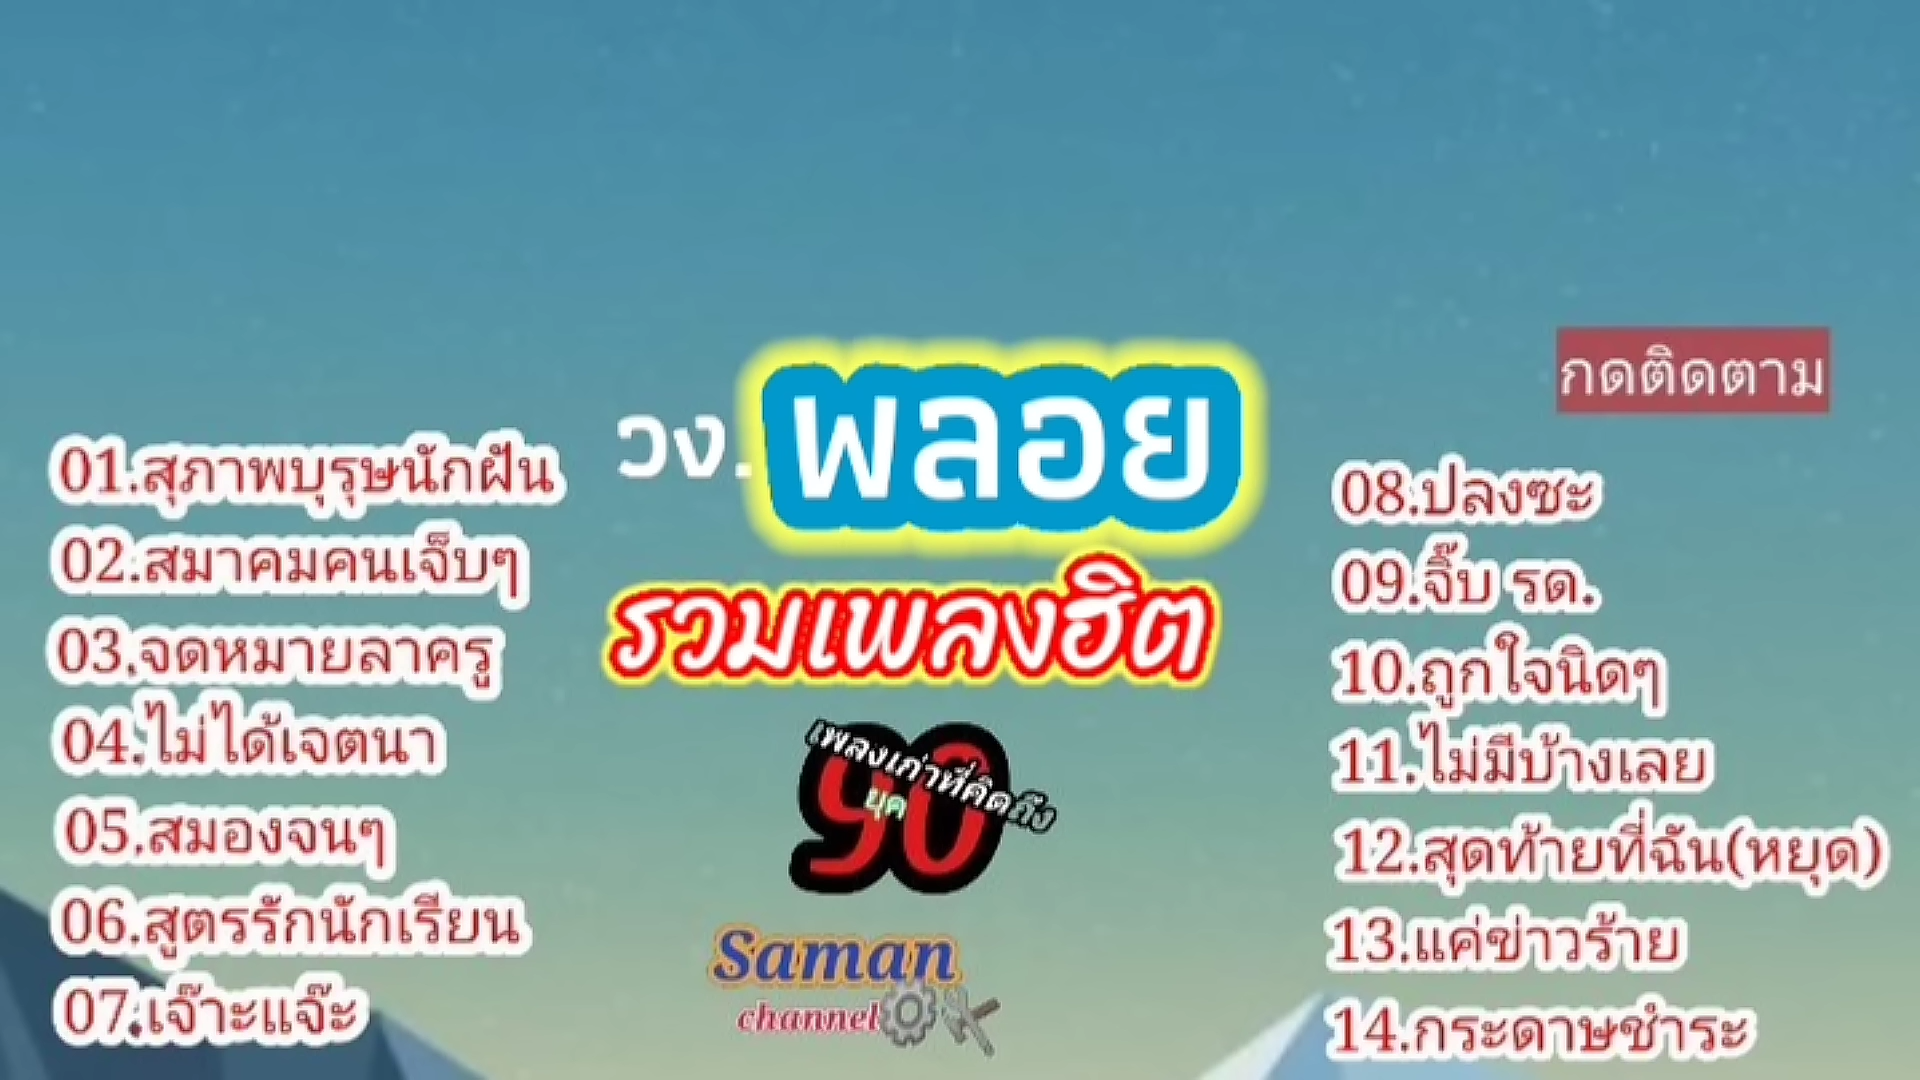 กดติดตาม
วง. พลอย
รวมเพลงฮิต
01.สุภาพบุรุษนักฝัน
02.สมาคมคนเจ็บๆ
03.จดหมายลาครู
04.ไม่ได้เจตนา
05.สมองจนๆ
06.สูตรรักนักเรียน
07.เจ๊าะแจ๊ะ
08.ปลงซะ
09.จิ๊บ รด.
10.ถูกใจนิดๆ
11.ไม่มีบ้างเลย
12.สุดท้ายที่ฉัน(หยุด)
13.แค่ข่าวร้าย
14.กระดาษชำระ
เพลงเก่าที่คิดถึง
ยุค
90
Saman
channel